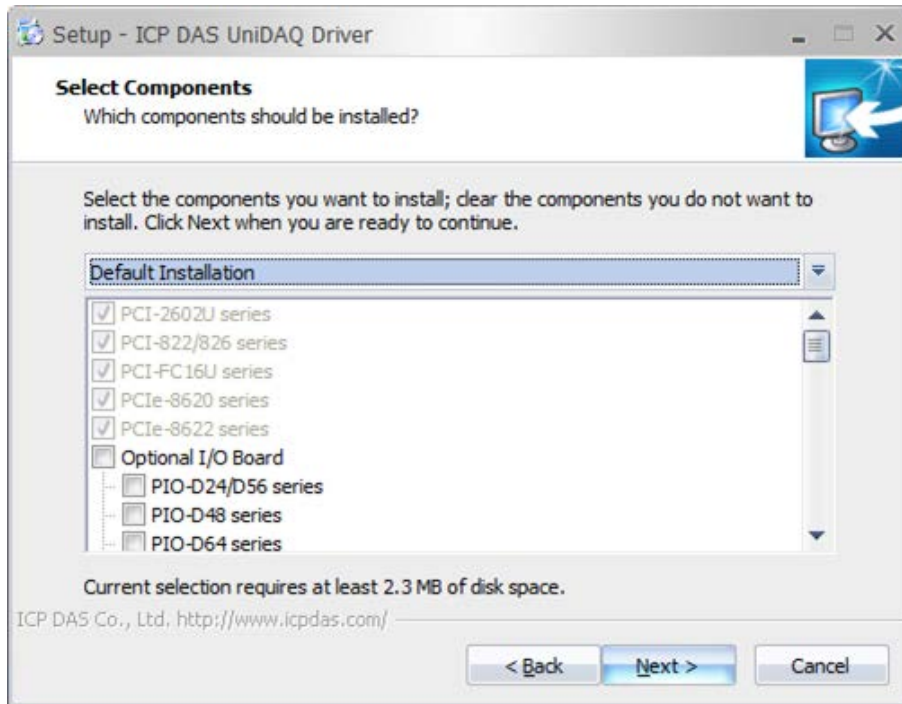 Setup - ICP DAS UniDAQ Driver
Select Components
Which components should be installed?
Select the components you want to install; clear the components you do not want to
install. Click Next when you are ready to continue.
Default Installation
PCI-2602U series
PCI-822/826 series
PCI-FC16U series
PCIe-8620 series
PCIe-8622 series
Optional I/O Board
PIO-D24/D56 series
PIO-D48 series
PIO-D64 series
Current selection requires at least 2.3 MB of disk space.
ICP DAS Co., Ltd. http://www.icpdas.com/
< Back Next > Cancel